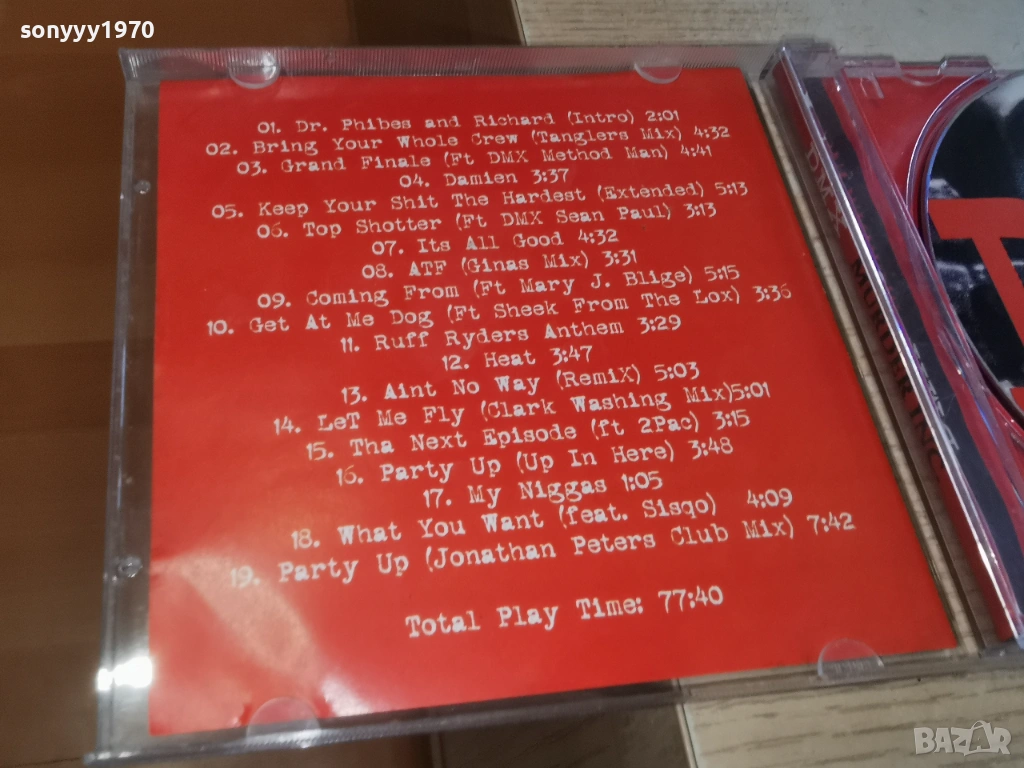 sonyyy1970
01. Dr. Phibes and Richard (Intro) 2:01
02. Bring Your Whole Crew (Tanglers Mix) 4:32
03. Grand Finale (Ft DMX Method Man) 4:41
04. Damien 3:37
05. Keep Your Shit The Hardest (Extended) 5:13
06. Top Shotter (Ft DMX Sean Paul) 3:13
07. Its All Good 4:32
08. ATF (Ginas Mix) 3:31
09. Coming From (Ft Mary J. Blige) 5:15
10. Get At Me Dog (Ft Sheek From The Lox) 3:36
11. Ruff Ryders Anthem 3:29
12. Heat 3:47
13. Aint No Way (RemiX) 5:03
14. LeT Me Fly (Clark Washing Mix)5:01
15. Tha Next Episode (ft 2Pac) 3:15
16. Party Up (Up In Here) 3:48
17. My Niggas 1:05
18. What You Want (feat. Sisqo) 4:09
19. Party Up (Jonathan Peters Club Mix) 7:42
Total Play Time: 77:40
DMX MURDER INC
BAZAR